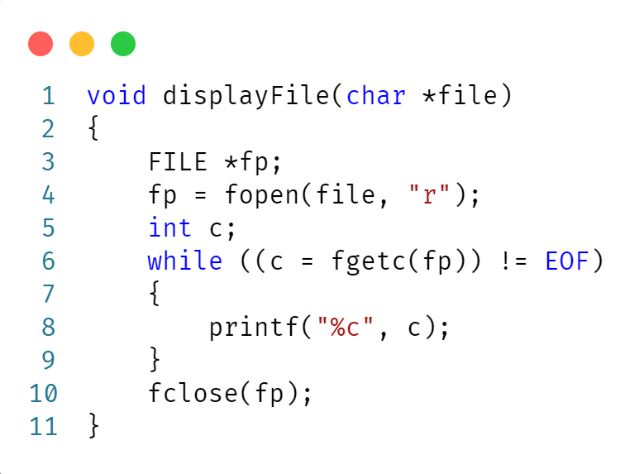 1 void displayFile(char *file)
2 {
3     FILE *fp;
4     fp = fopen(file, "r");
5     int c;
6     while ((c = fgetc(fp)) != EOF)
7     {
8         printf("%c", c);
9     }
10     fclose(fp);
11 }